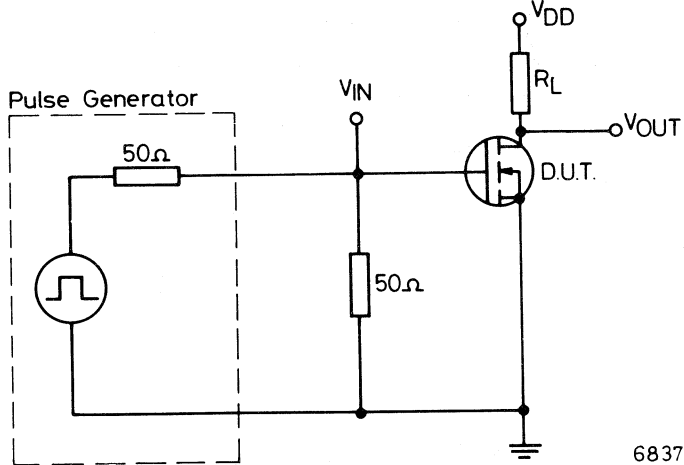 VDD
RL
Pulse Generator
VIN
50Ω
VOUT
D.U.T.
50Ω
6837